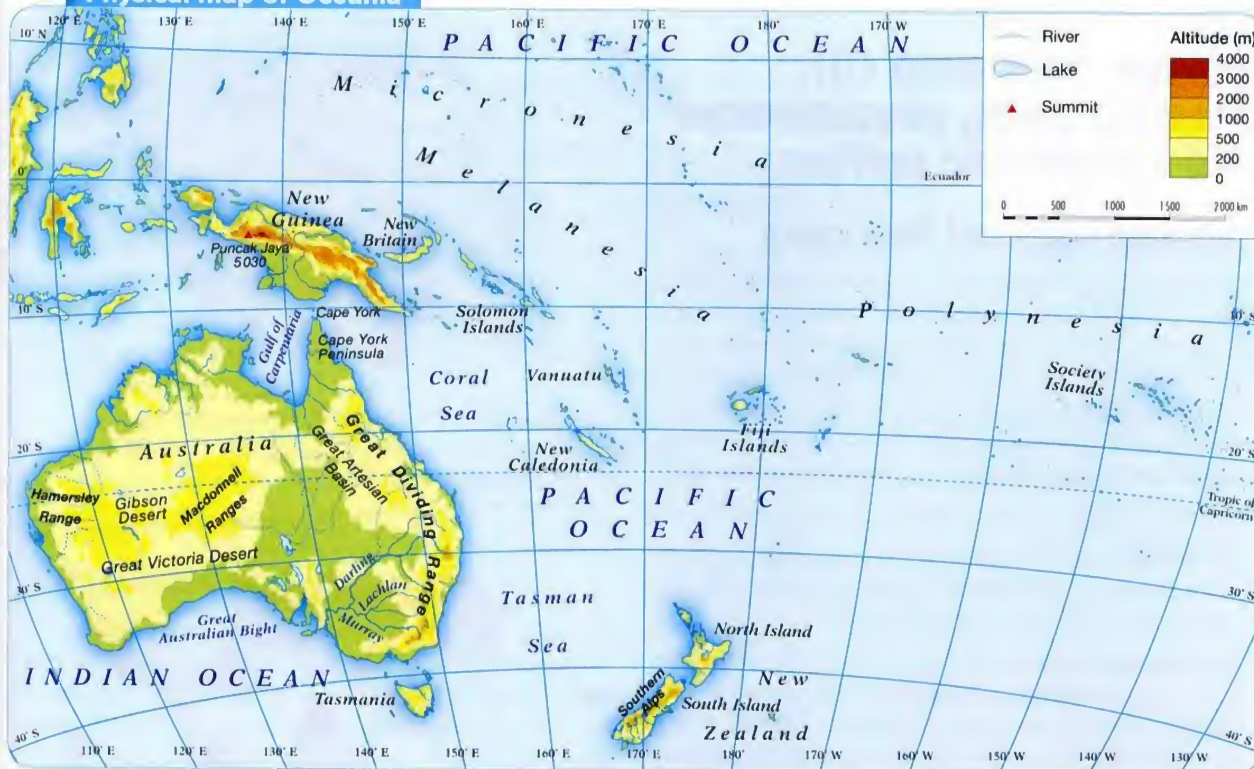 Physical Map of Oceania
120° E
130° E
140° E
150° E
160° E
170° E
180° E
170° W
10° N
PACIFIC OCEAN
Micronesia
Melanesia
0°
Ecuador
River
Lake
Summit
Altitude (m)
4000
3000
2000
1000
500
200
0
0 500 1000 1500 2000 km
New
Guinea
New
Britain
Puncak Jaya
5030
10° S
Cape York
Solomon
Islands
Polynesia
10° S
Gulf of
Carpentaria
Cape York
Peninsula
Coral
Sea
Vanuatu
Society
Islands
Fiji
Islands
New
Caledonia
20° S
20° S
Australia
Great Dividing Range
Great Artesian
Basin
Hamersley
Range
Gibson
Desert
Macdonnell
Ranges
PACIFIC
OCEAN
Tropic of
Capricorn
Great Victoria Desert
Darling
Lachlan
Murray
30° S
30° S
Great
Australian Bight
Tasman
Sea
North Island
INDIAN OCEAN
Tasmania
Southern
Alps
South Island
New
Zealand
40° S
40° S
110° E
120° E
130° E
140° E
150° E
160° E
170° E
180°
170° W
160° W
150° W
140° W
130° W